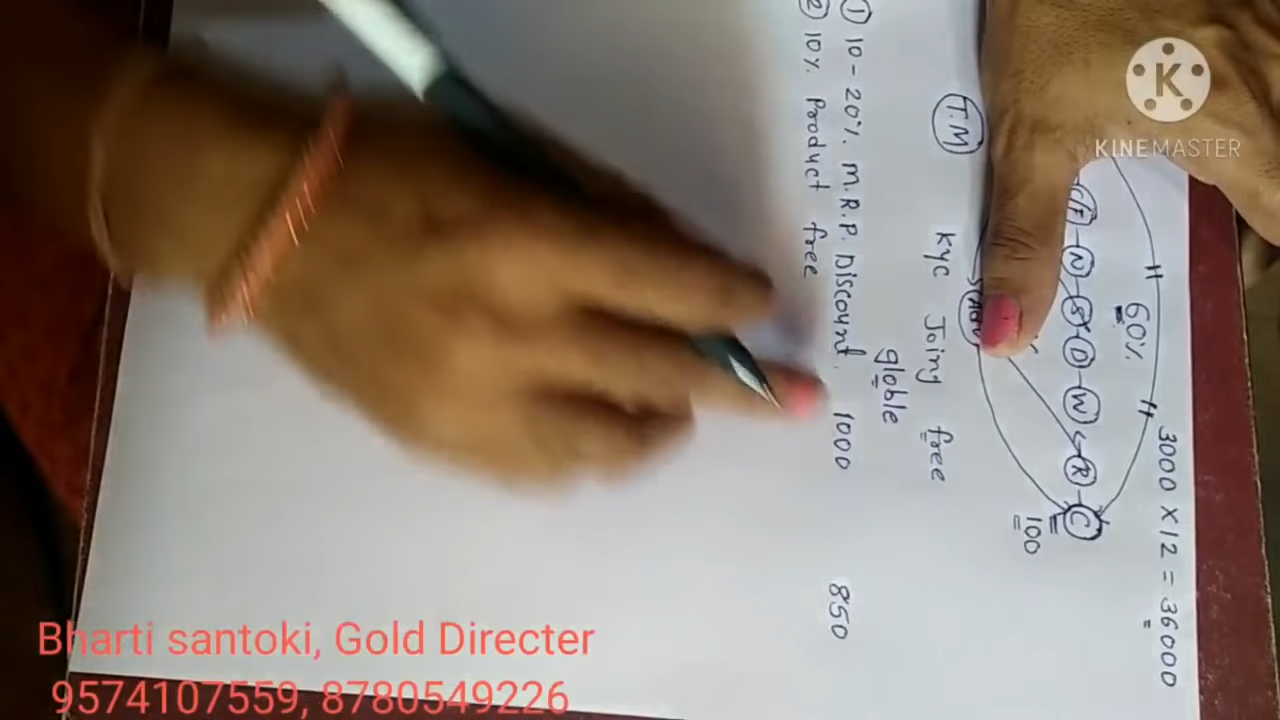 3000 X 12 = 36000
60%
F N S D W R C
100
T.M
Kyc Joing free
globle
1 10 - 20% M.R.P. Discount 1000 850
2 10% Product free
K
KINEMASTER
Bharti santoki, Gold Directer
9574107559, 8780549226